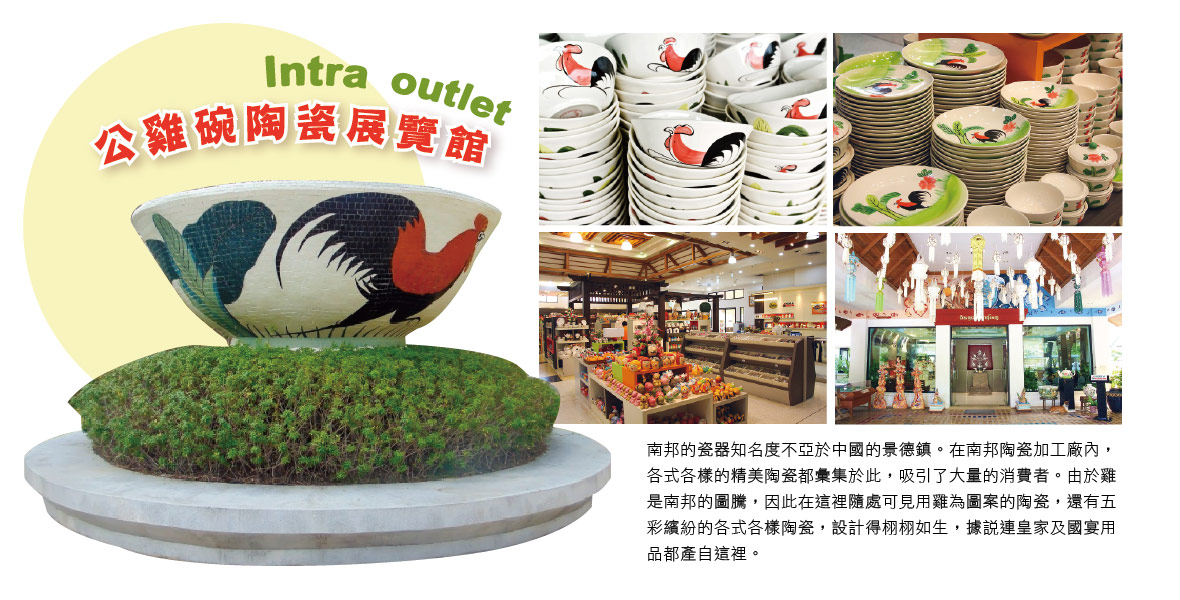 Intra outlet
公雞碗陶瓷展覽館
南邦的瓷器知名度不亞於中國的景德鎮。在南邦陶瓷加工廠內，
各式各樣的精美陶瓷都彙集於此，吸引了大量的消費者。由於雞
是南邦的圖騰，因此在這裡隨處可見用雞為圖案的陶瓷，還有五
彩繽紛的各式各樣陶瓷，設計得栩栩如生，據説連皇家及國宴用
品都產自這裡。